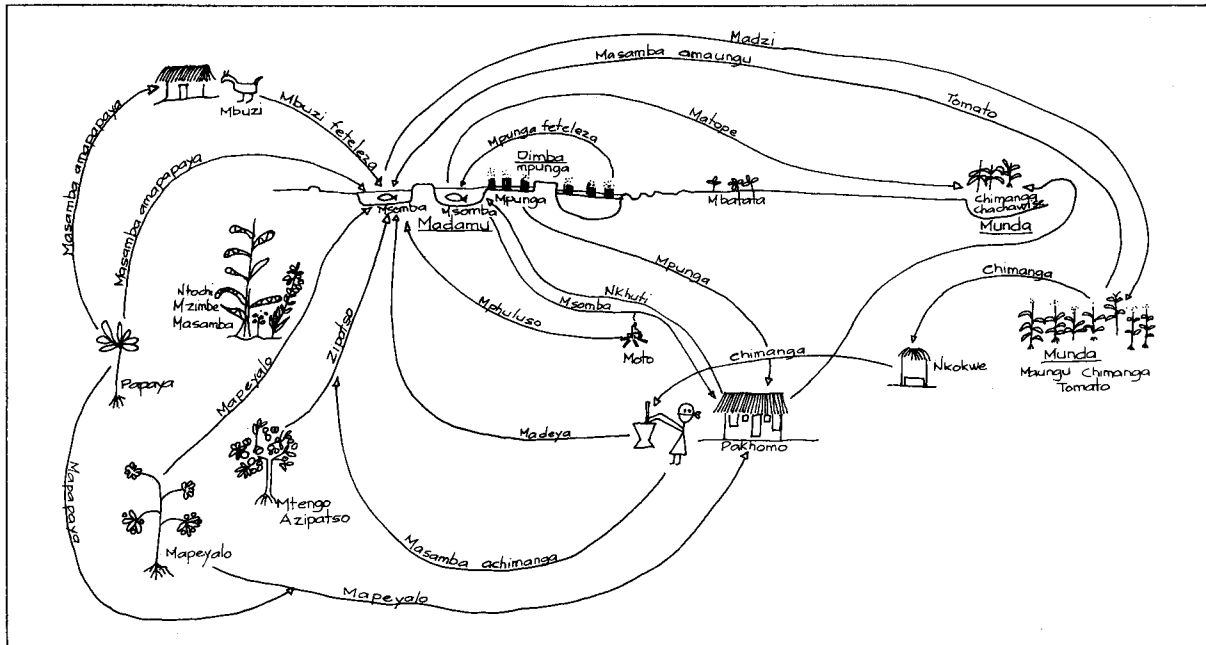 Madzi
Masamba amaungu
Tomato
Mbuzi
Mbuzi feteleza
Masamba amapapaya
Masamba amapapaya
Matope
Mpunga feteleza
Dimba
mpunga
Msomba
Msomba
Madamu
Mpunga
Mbatata
Chimanga
Munda
Ntochi
Mzimbe
Masamba
Papaya
Mapeyalo
Zipatso
Mphuluso
Nkhuti
Msomba
Moto
Mpunga
Chimanga
Chimanga
Nkokwe
Munda
Maungu Chimanga
Tomato
Madeya
Pakhomo
Mtengo
Azipatso
Mapapaya
Mapeyalo
Masamba achimanga
Mapeyalo